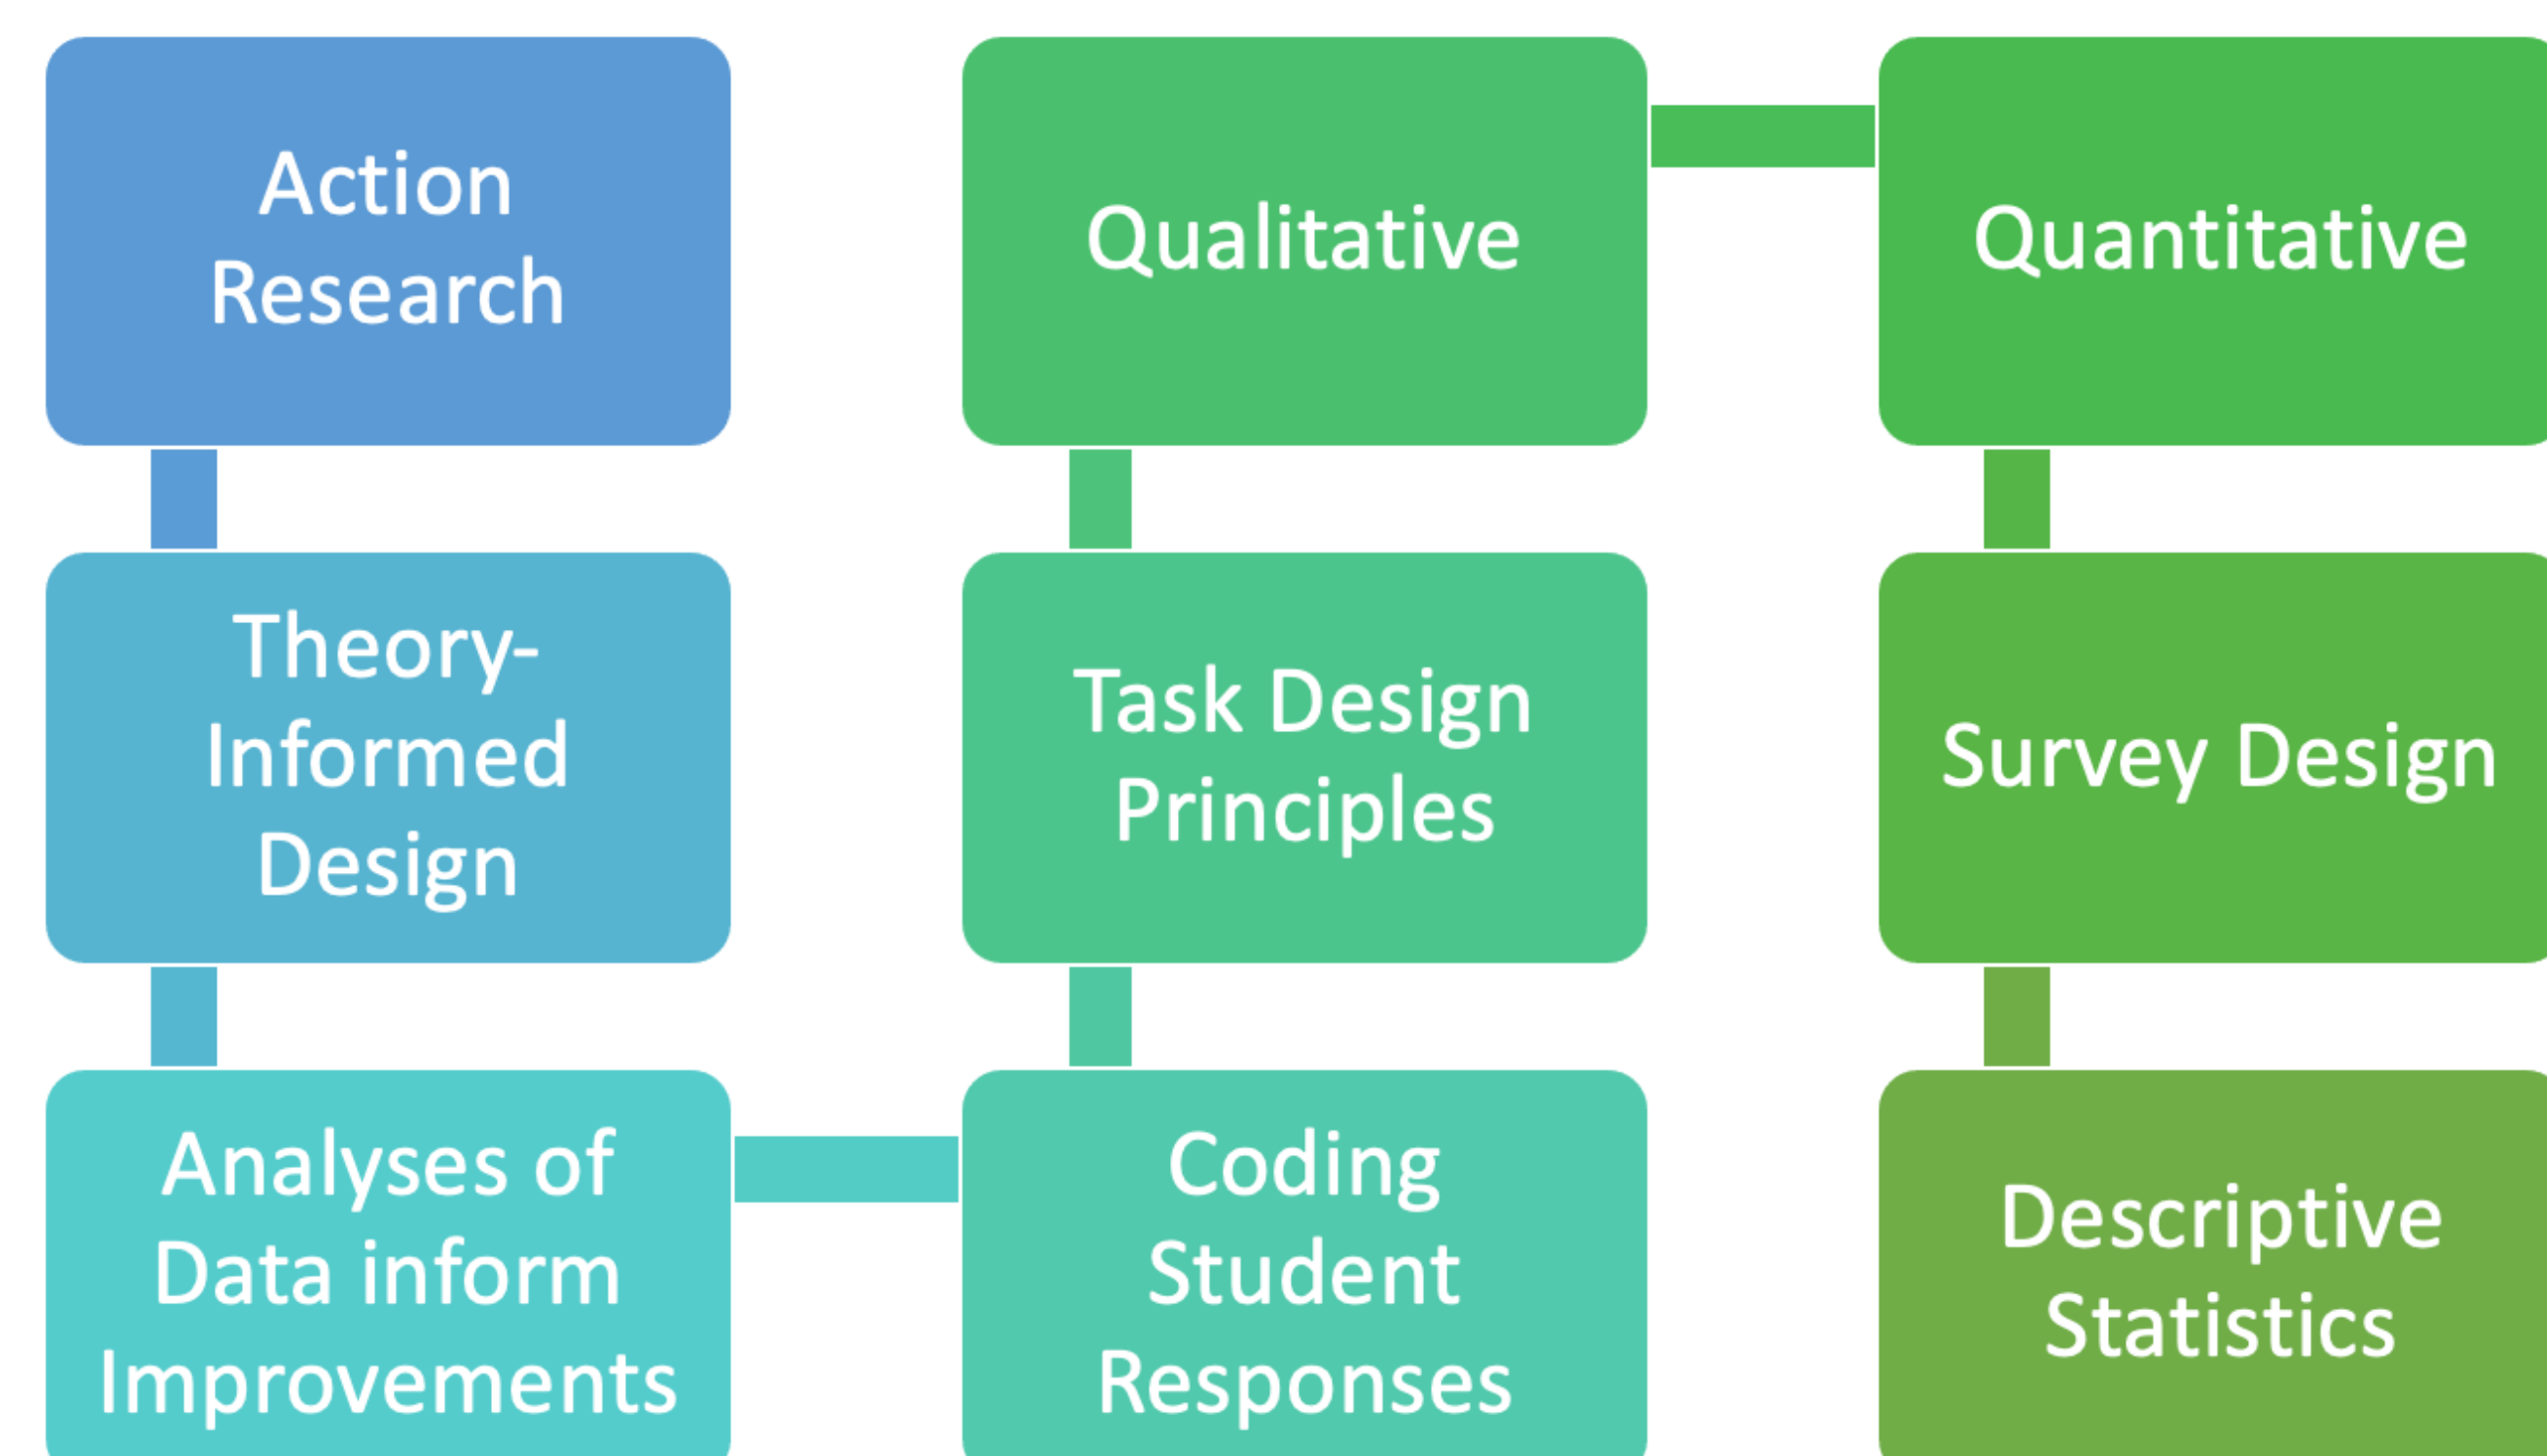 Action
Research
Theory-
Informed
Design
Analyses of
Data inform
Improvements
Qualitative
Task Design
Principles
Coding
Student
Responses
Quantitative
Survey Design
Descriptive
Statistics